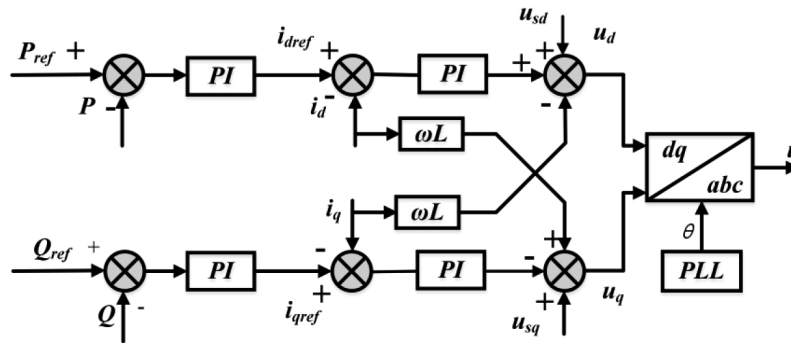 u_sd
P_ref +
i_dref +
u_d
PI
PI
+ +
P -
i_d -
-
ωL
dq
abc
i_q
ωL
θ
Q_ref +
-
+
PI
PI
-
PLL
Q -
i_qref +
u_q
u_sq +